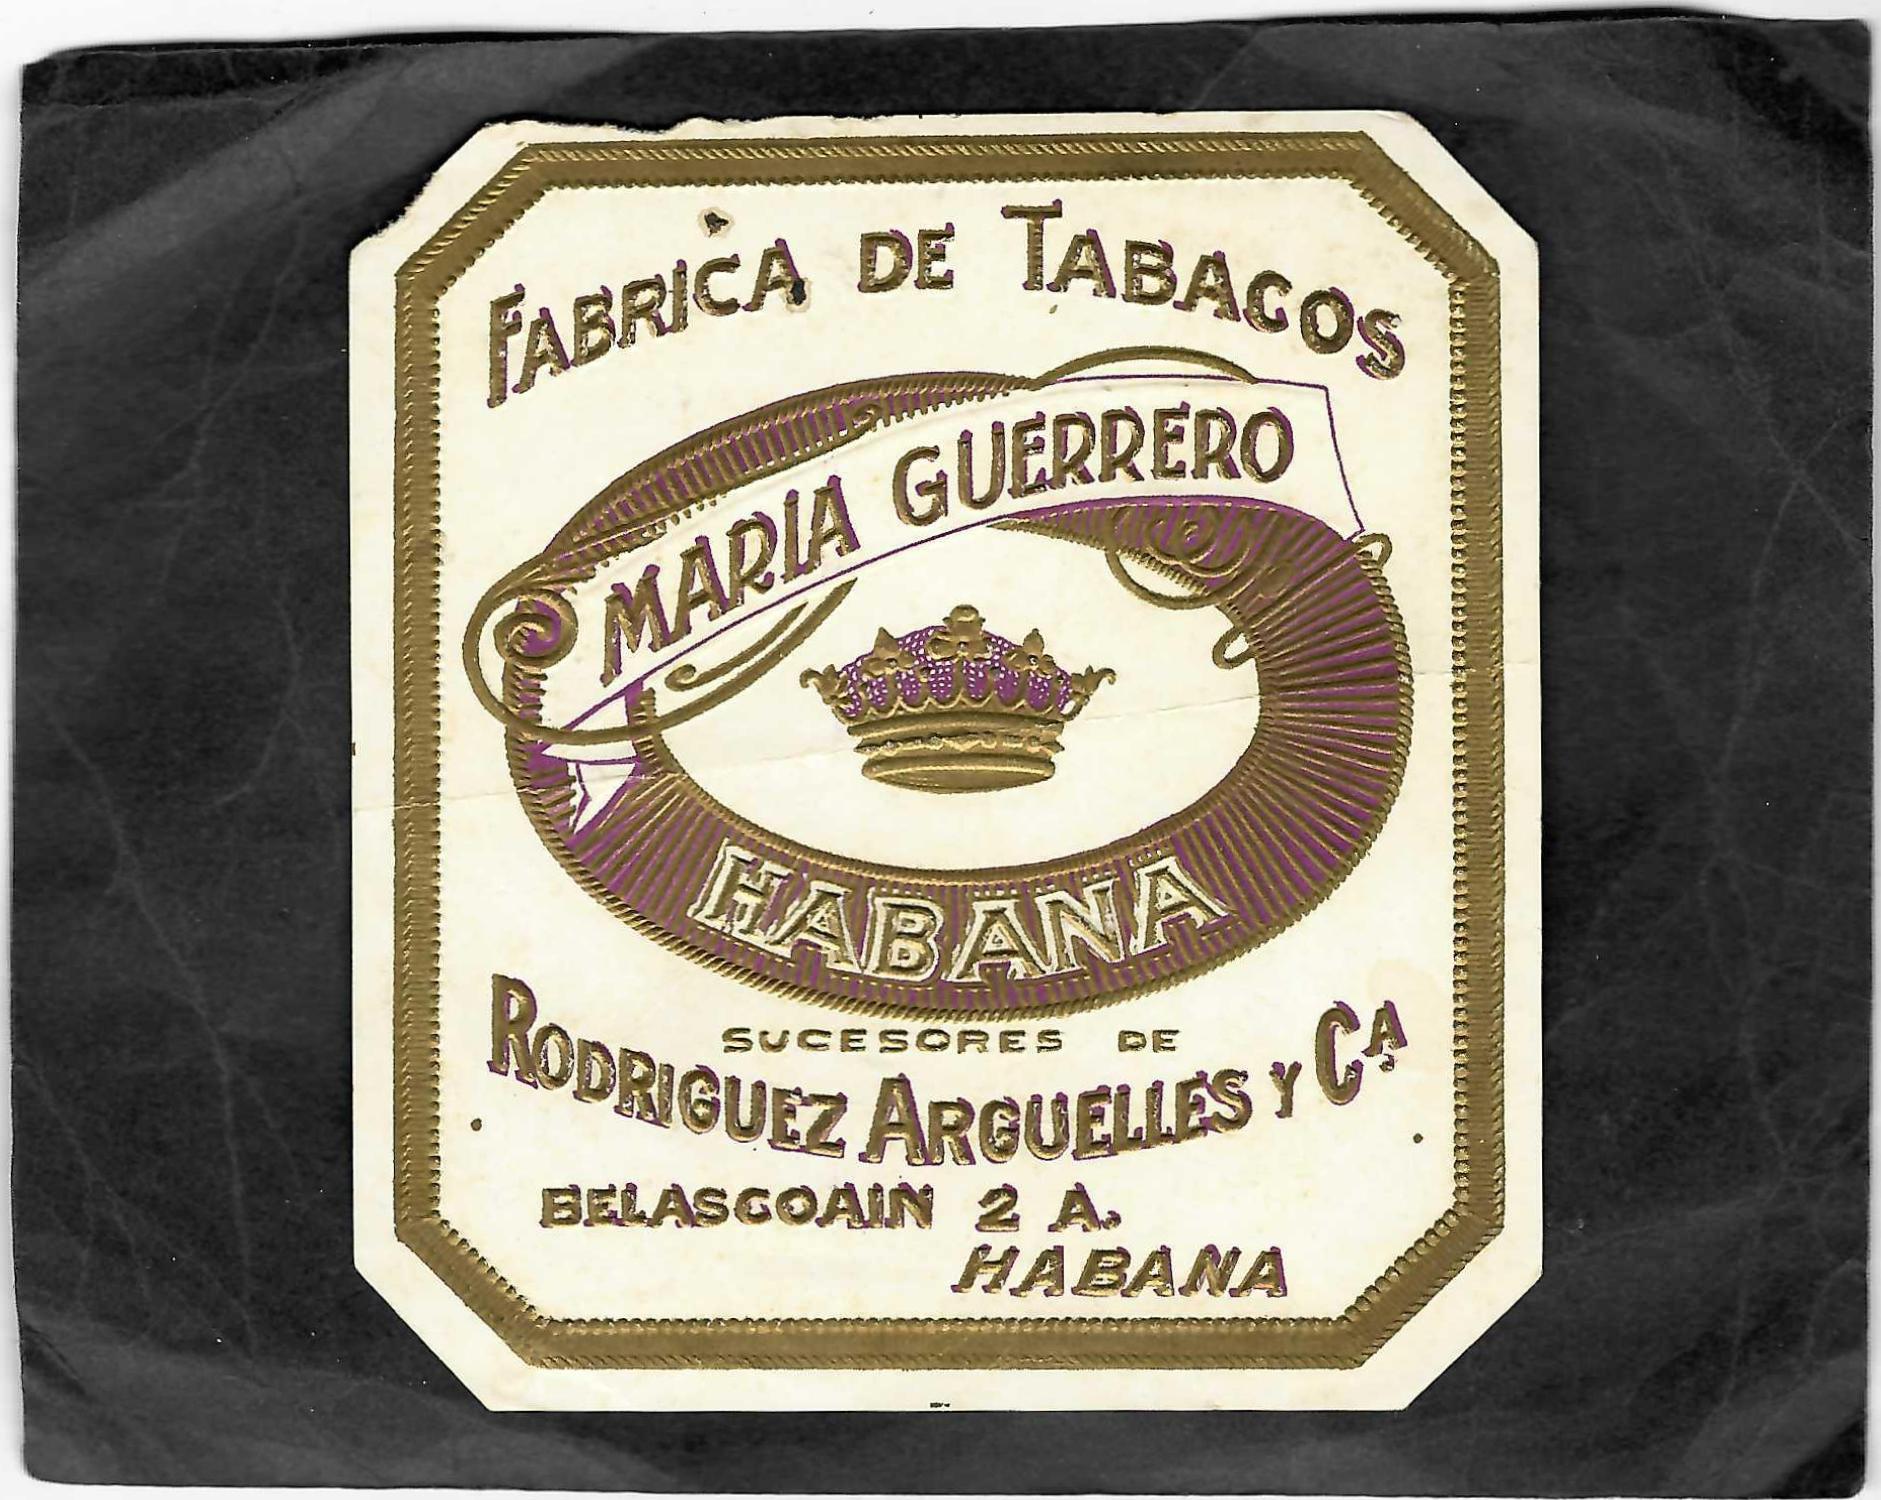 FABRICA DE TABACOS
MARIA GUERRERO
HABANA
SUCESORES DE
RODRIGUEZ ARGUELLES Y CA
BELASCOAIN 2 A.
HABANA